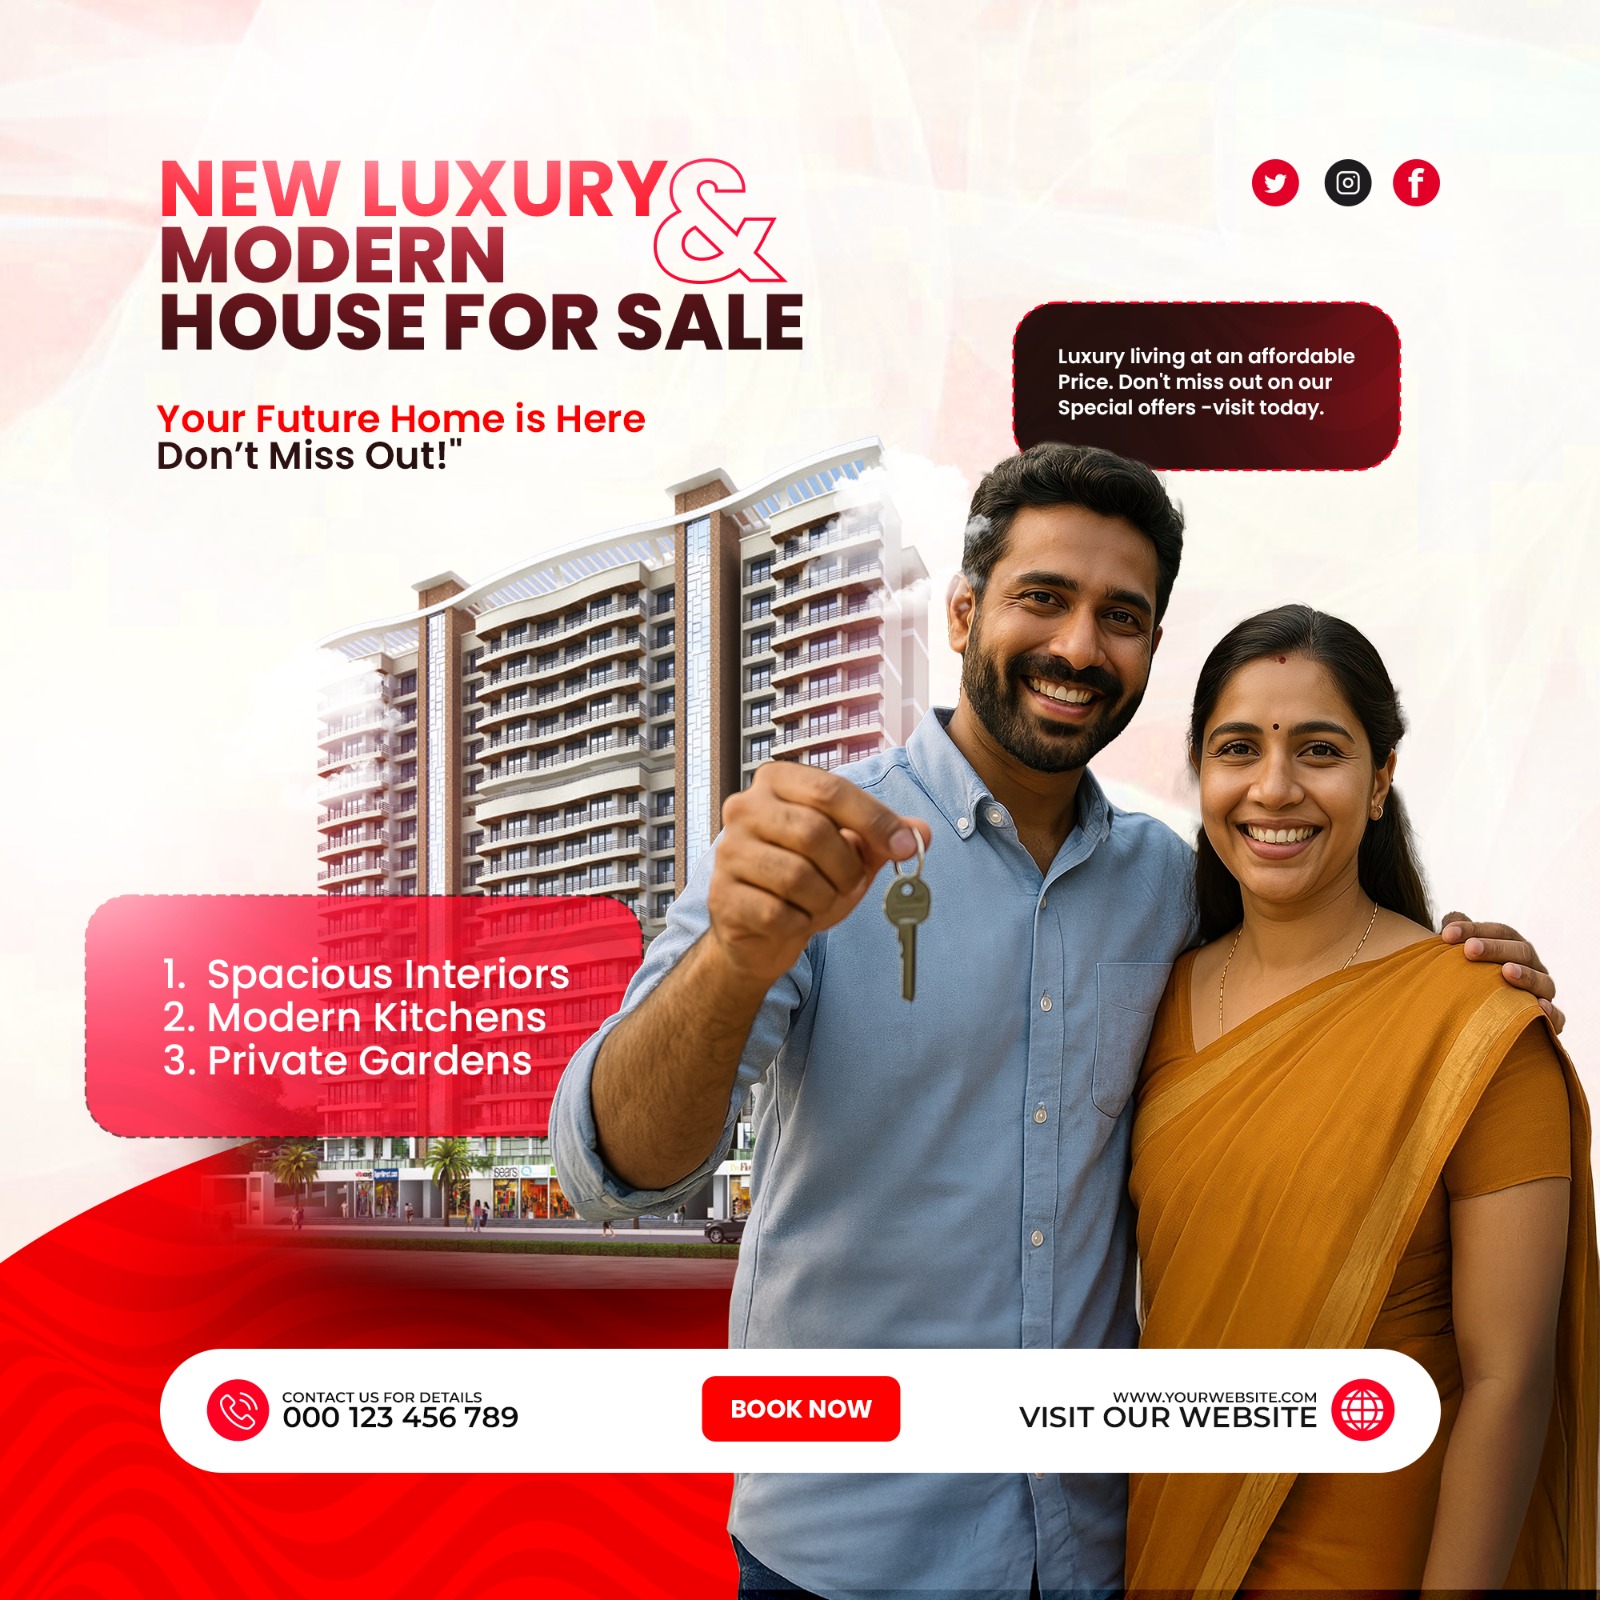 NEW LUXURY &
MODERN
HOUSE FOR SALE
Your Future Home is Here
Don’t Miss Out!"
Luxury living at an affordable
Price. Don't miss out on our
Special offers -visit today.
1. Spacious Interiors
2. Modern Kitchens
3. Private Gardens
sears
CONTACT US FOR DETAILS
000 123 456 789
BOOK NOW
WWW.YOURWEBSITE.COM
VISIT OUR WEBSITE